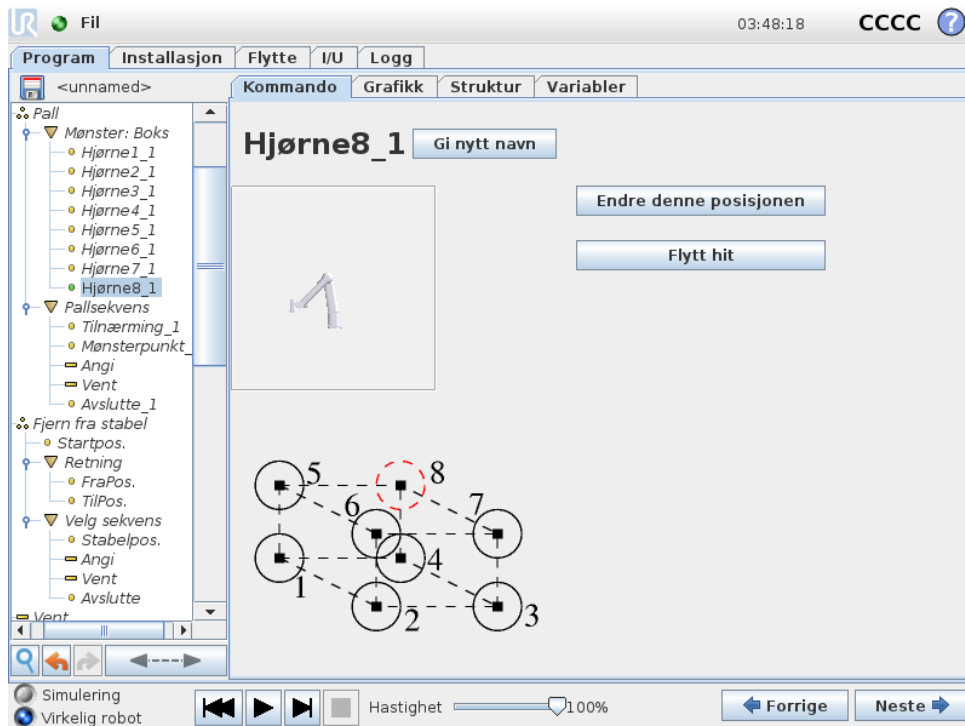 UR Fil 03:48:18 CCCC ?
Program Installasjon Flytte I/U Logg
<unnamed> Kommando Grafikk Struktur Variabler
Pall
Mønster: Boks
Hjørne1_1
Hjørne2_1
Hjørne3_1
Hjørne4_1
Hjørne5_1
Hjørne6_1
Hjørne7_1
Hjørne8_1
Pallsekvens
Tilnærming_1
Mønsterpunkt_
Angi
Vent
Avslutte_1
Fjern fra stabel
Startpos.
Retning
FraPos.
TilPos.
Velg sekvens
Stabelpos.
Angi
Vent
Avslutte
Vent
Hjørne8_1 Gi nytt navn
Endre denne posisjonen
Flytt hit
5 8
6 7
1 4
2 3
Simulering
Virkelig robot
Hastighet 100%
Forrige Neste